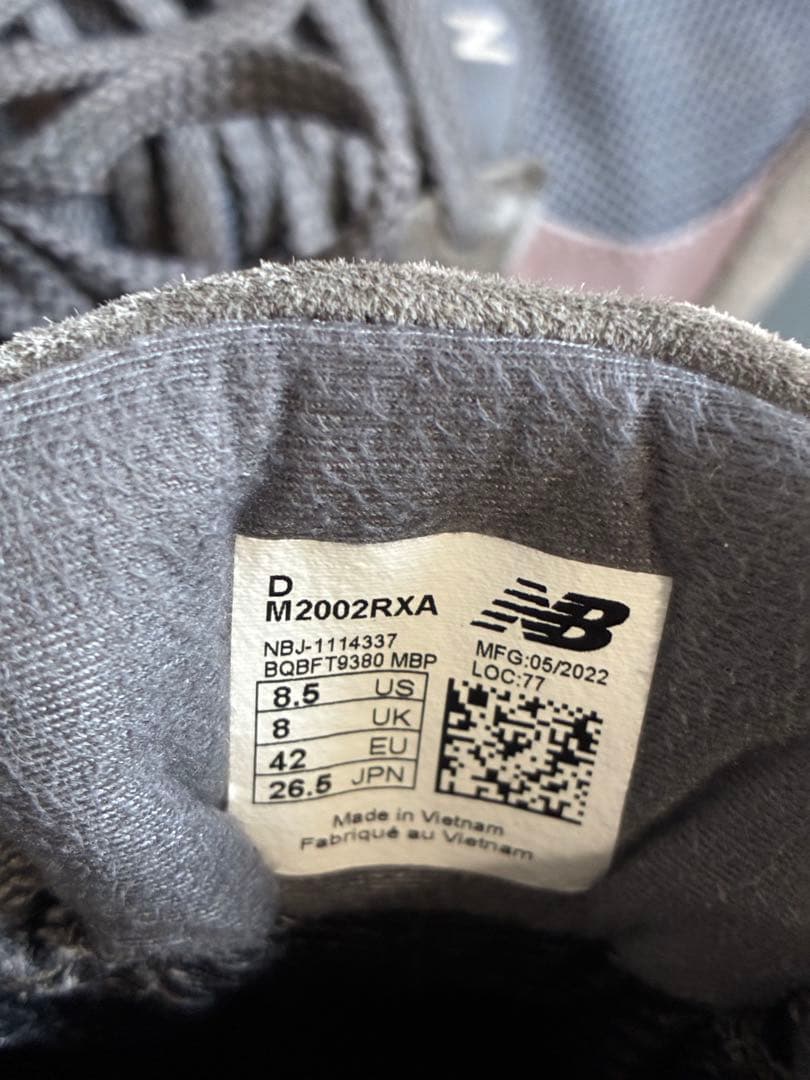 N
D
M2002RXA
NB
NBJ-1114337
BQBFT9380 MBP
MFG:05/2022
LOC:77
8.5 US
8 UK
42 EU
26.5 JPN
Made in Vietnam
Fabriqué au Vietnam